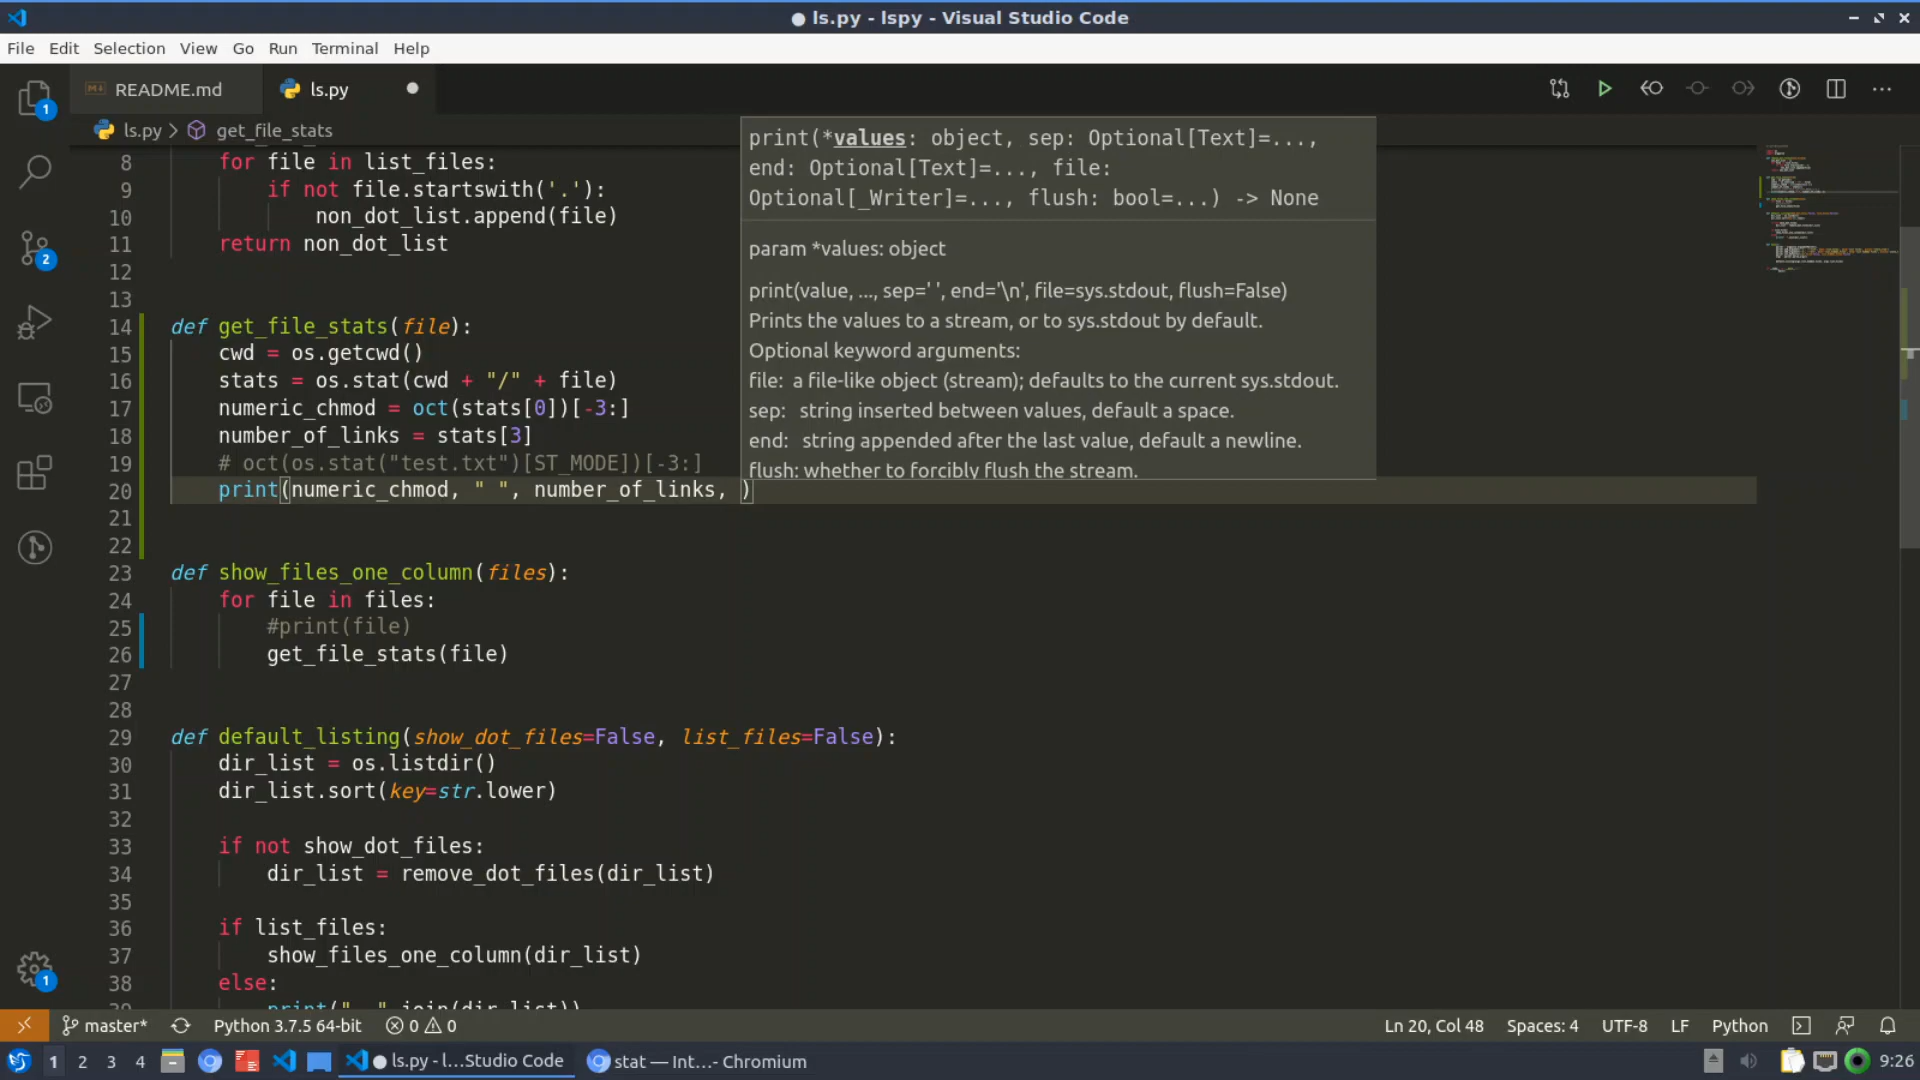 ● ls.py - lspy - Visual Studio Code
File Edit Selection View Go Run Terminal Help
README.md ls.py ●
ls.py > get_file_stats
8 for file in list_files:
9 if not file.startswith('.'):
10 non_dot_list.append(file)
11 return non_dot_list
12
13
14 def get_file_stats(file):
15 cwd = os.getcwd()
16 stats = os.stat(cwd + "/" + file)
17 numeric_chmod = oct(stats[0])[-3:]
18 number_of_links = stats[3]
19 # oct(os.stat("test.txt")[ST_MODE])[-3:]
20 print(numeric_chmod, " ", number_of_links, )
21
22
23 def show_files_one_column(files):
24 for file in files:
25 #print(file)
26 get_file_stats(file)
27
28
29 def default_listing(show_dot_files=False, list_files=False):
30 dir_list = os.listdir()
31 dir_list.sort(key=str.lower)
32
33 if not show_dot_files:
34 dir_list = remove_dot_files(dir_list)
35
36 if list_files:
37 show_files_one_column(dir_list)
38 else:
print(*values: object, sep: Optional[Text]=...,
end: Optional[Text]=..., file:
Optional[_Writer]=..., flush: bool=...) -> None
param *values: object
print(value, ..., sep=' ', end='\n', file=sys.stdout, flush=False)
Prints the values to a stream, or to sys.stdout by default.
Optional keyword arguments:
file: a file-like object (stream); defaults to the current sys.stdout.
sep: string inserted between values, default a space.
end: string appended after the last value, default a newline.
flush: whether to forcibly flush the stream.
1
2
1
master* Python 3.7.5 64-bit 0 0 Ln 20, Col 48 Spaces: 4 UTF-8 LF Python
1 2 3 4 ● ls.py - l...Studio Code stat — Int...- Chromium 9:26